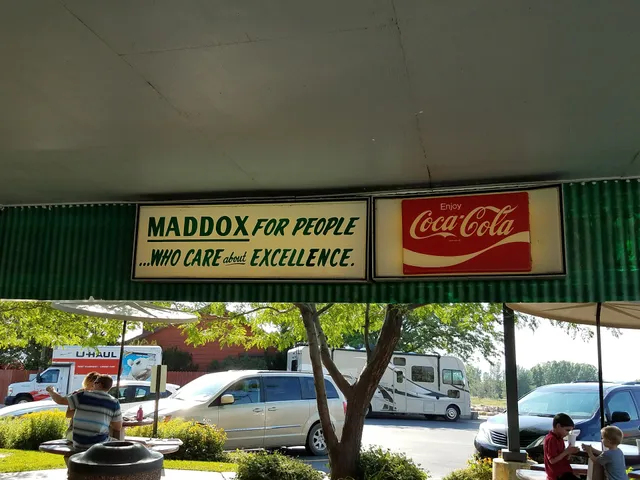 MADDOX FOR PEOPLE
...WHO CARE about EXCELLENCE.
Enjoy
Coca-Cola
U-HAUL